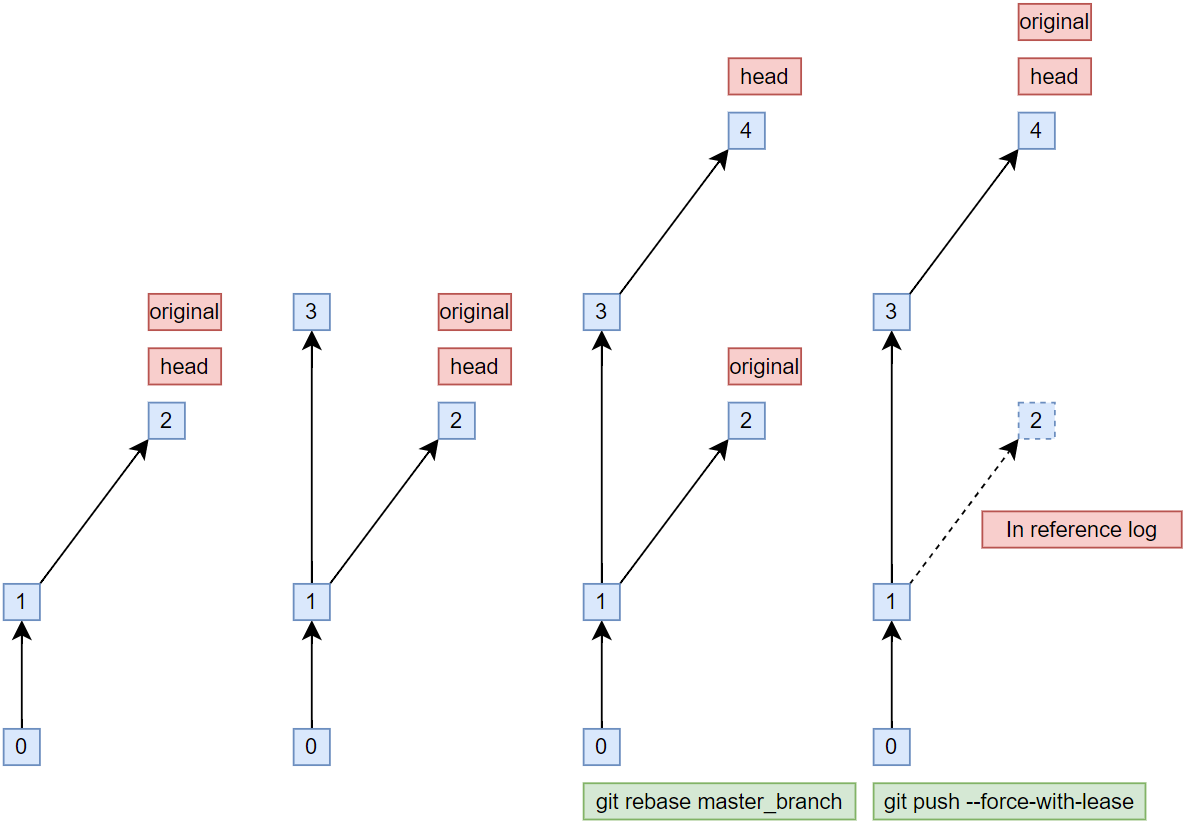 original
head
2
1
0
3
original
head
2
1
0
head
4
3
original
2
1
0
git rebase master_branch
original
head
4
3
2
In reference log
1
0
git push --force-with-lease